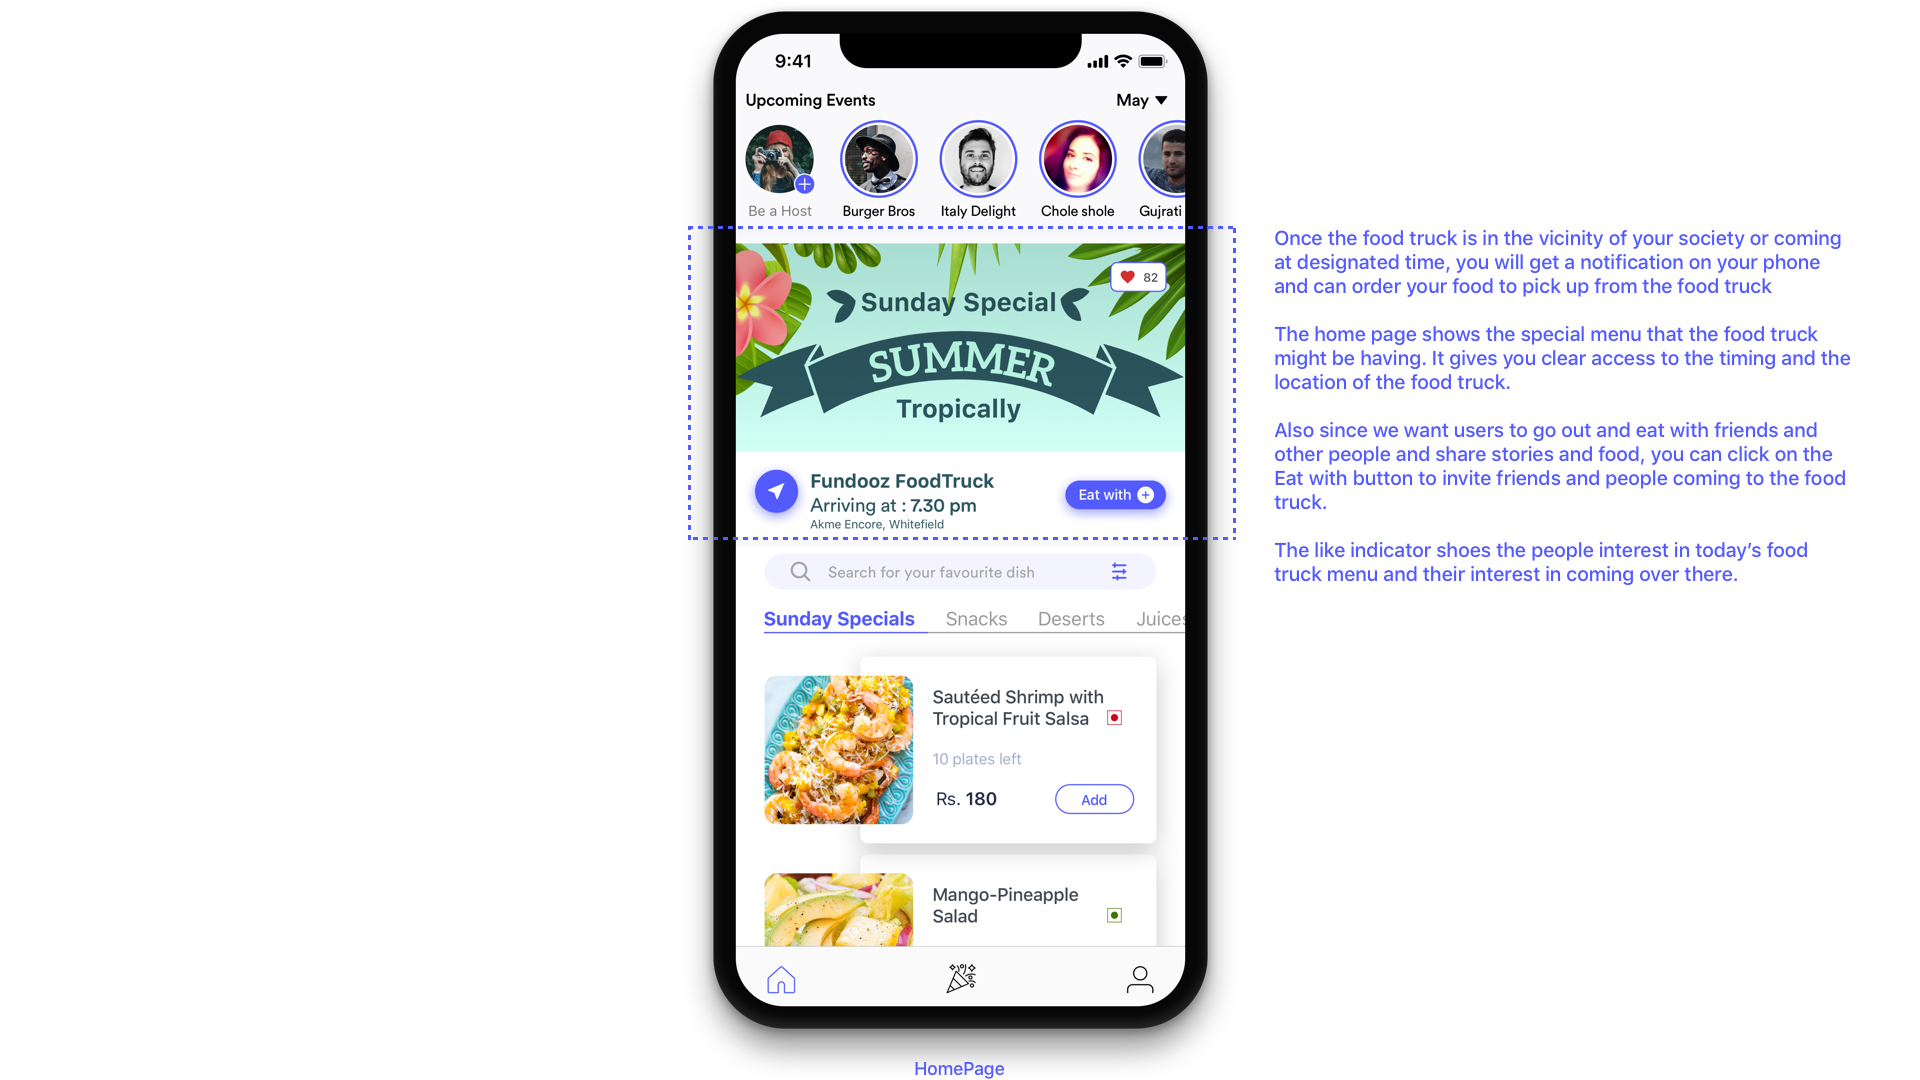 9:41
Upcoming Events
May
Be a Host
Burger Bros
Italy Delight
Chole shole
Gujrati
82
Sunday Special
SUMMER
Tropically
Fundooz FoodTruck
Arriving at : 7.30 pm
Akme Encore, Whitefield
Eat with
Search for your favourite dish
Sunday Specials
Snacks
Deserts
Juices
Sautéed Shrimp with
Tropical Fruit Salsa
10 plates left
Rs. 180
Add
Mango-Pineapple
Salad
HomePage
Once the food truck is in the vicinity of your society or coming
at designated time, you will get a notification on your phone
and can order your food to pick up from the food truck
The home page shows the special menu that the food truck
might be having. It gives you clear access to the timing and the
location of the food truck.
Also since we want users to go out and eat with friends and
other people and share stories and food, you can click on the
Eat with button to invite friends and people coming to the food
truck.
The like indicator shoes the people interest in today’s food
truck menu and their interest in coming over there.